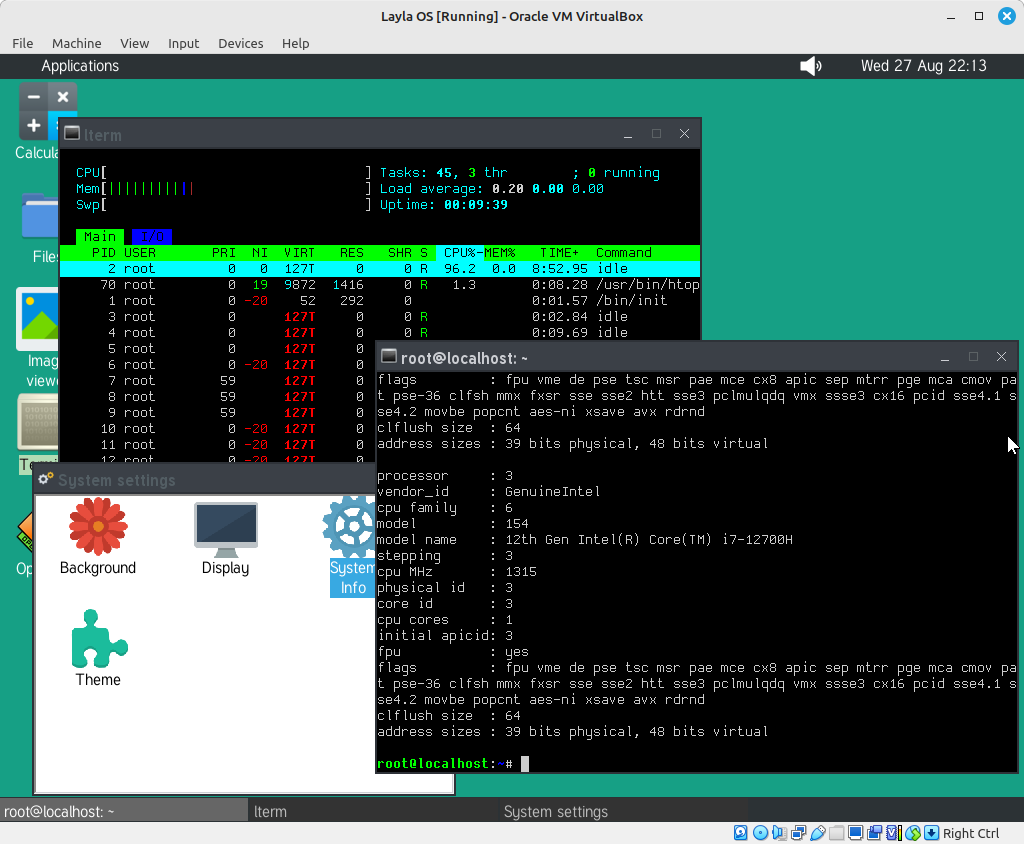 Layla OS [Running] - Oracle VM VirtualBox
File Machine View Input Devices Help
Applications
Wed 27 Aug 22:13
Calcula
Files
Imag
viewe
Te
Op
lterm
CPU[ ] Tasks: 45, 3 thr ; 0 running
Mem[|||||||||||] Load average: 0.20 0.00 0.00
Swp[ ] Uptime: 00:09:39
Main I/O
PID USER PRI NI VIRT RES SHR S CPU%-MEM% TIME+ Command
2 root 0 0 127T 0 0 R 96.2 0.0 8:52.95 idle
70 root 0 19 9872 1416 0 R 1.3 0:08.28 /usr/bin/htop
1 root 0 -20 52 292 0 0:01.57 /bin/init
3 root 0 127T 0 0 R 0:02.84 idle
4 root 0 127T 0 0 R 0:09.69 idle
5 root 0 127T 0
6 root 0 -20 127T 0
7 root 59 127T 0
8 root 59 127T 0
9 root 59 127T 0
10 root 0 -20 127T 0
11 root 0 -20 127T 0
12 root 0 -20 127T 0
System settings
Background
Display
System
Info
Theme
root@localhost: ~
flags : fpu vme de pse tsc msr pae mce cx8 apic sep mtrr pge mca cmov pa
t pse-36 clfsh mmx fxsr sse sse2 htt sse3 pclmulqdq vmx ssse3 cx16 pcid sse4.1 s
se4.2 movbe popcnt aes-ni xsave avx rdrnd
clflush size : 64
address sizes : 39 bits physical, 48 bits virtual
processor : 3
vendor_id : GenuineIntel
cpu family : 6
model : 154
model name : 12th Gen Intel(R) Core(TM) i7-12700H
stepping : 3
cpu MHz : 1315
physical id : 3
core id : 3
cpu cores : 1
initial apicid: 3
fpu : yes
flags : fpu vme de pse tsc msr pae mce cx8 apic sep mtrr pge mca cmov pa
t pse-36 clfsh mmx fxsr sse sse2 htt sse3 pclmulqdq vmx ssse3 cx16 pcid sse4.1 s
se4.2 movbe popcnt aes-ni xsave avx rdrnd
clflush size : 64
address sizes : 39 bits physical, 48 bits virtual
root@localhost:~#
root@localhost: ~
lterm
System settings
Right Ctrl